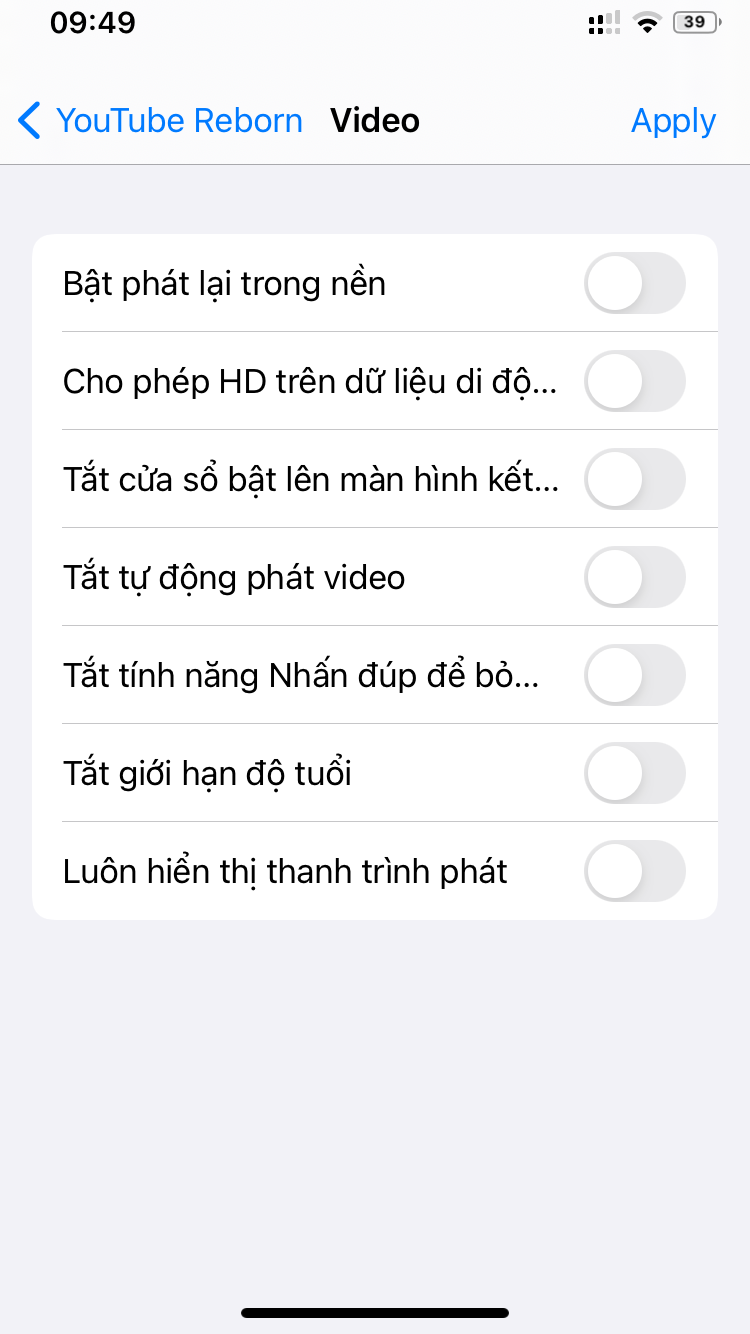 09:49
39
YouTube Reborn
Video
Apply
Bật phát lại trong nền
Cho phép HD trên dữ liệu di độ...
Tắt cửa sổ bật lên màn hình kết...
Tắt tự động phát video
Tắt tính năng Nhấn đúp để bỏ...
Tắt giới hạn độ tuổi
Luôn hiển thị thanh trình phát